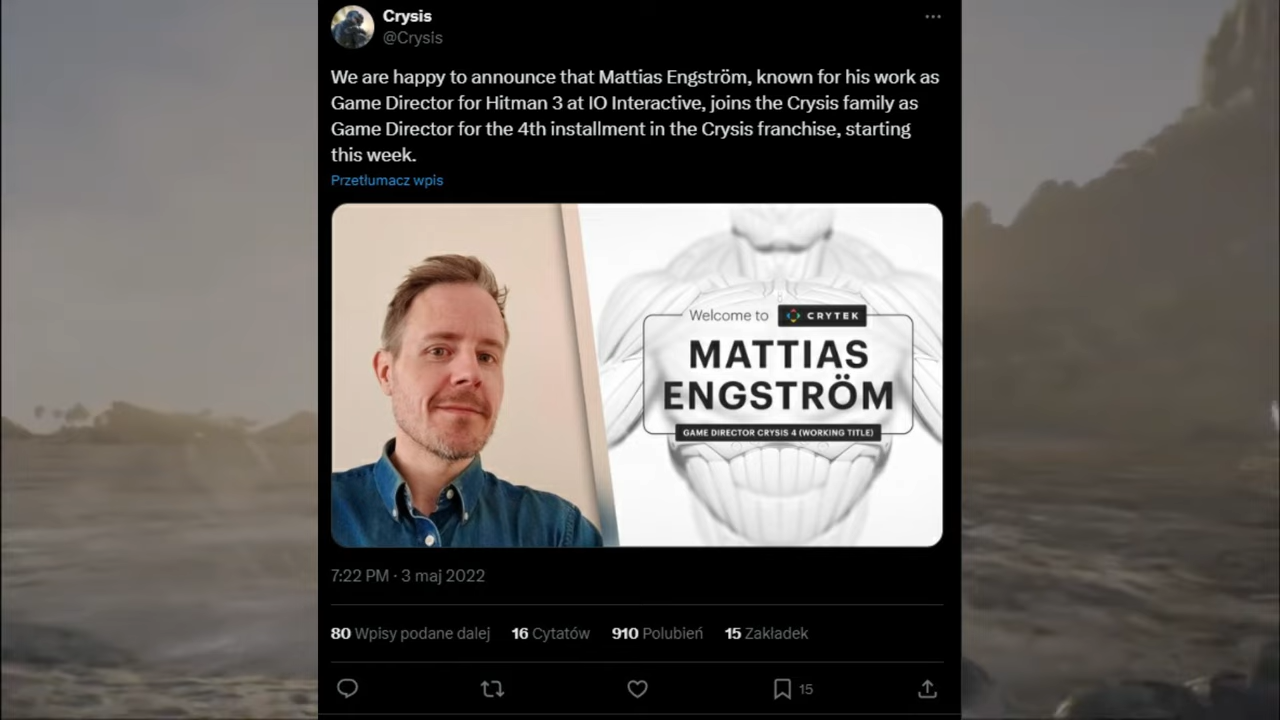 Crysis
@Crysis
We are happy to announce that Mattias Engström, known for his work as
Game Director for Hitman 3 at IO Interactive, joins the Crysis family as
Game Director for the 4th installment in the Crysis franchise, starting
this week.
Przetłumacz wpis
Welcome to CRYTEK
MATTIAS
ENGSTRÖM
GAME DIRECTOR CRYSIS 4 (WORKING TITLE)
7:22 PM · 3 maj 2022
80 Wpisy podane dalej 16 Cytatów 910 Polubień 15 Zakładek
15